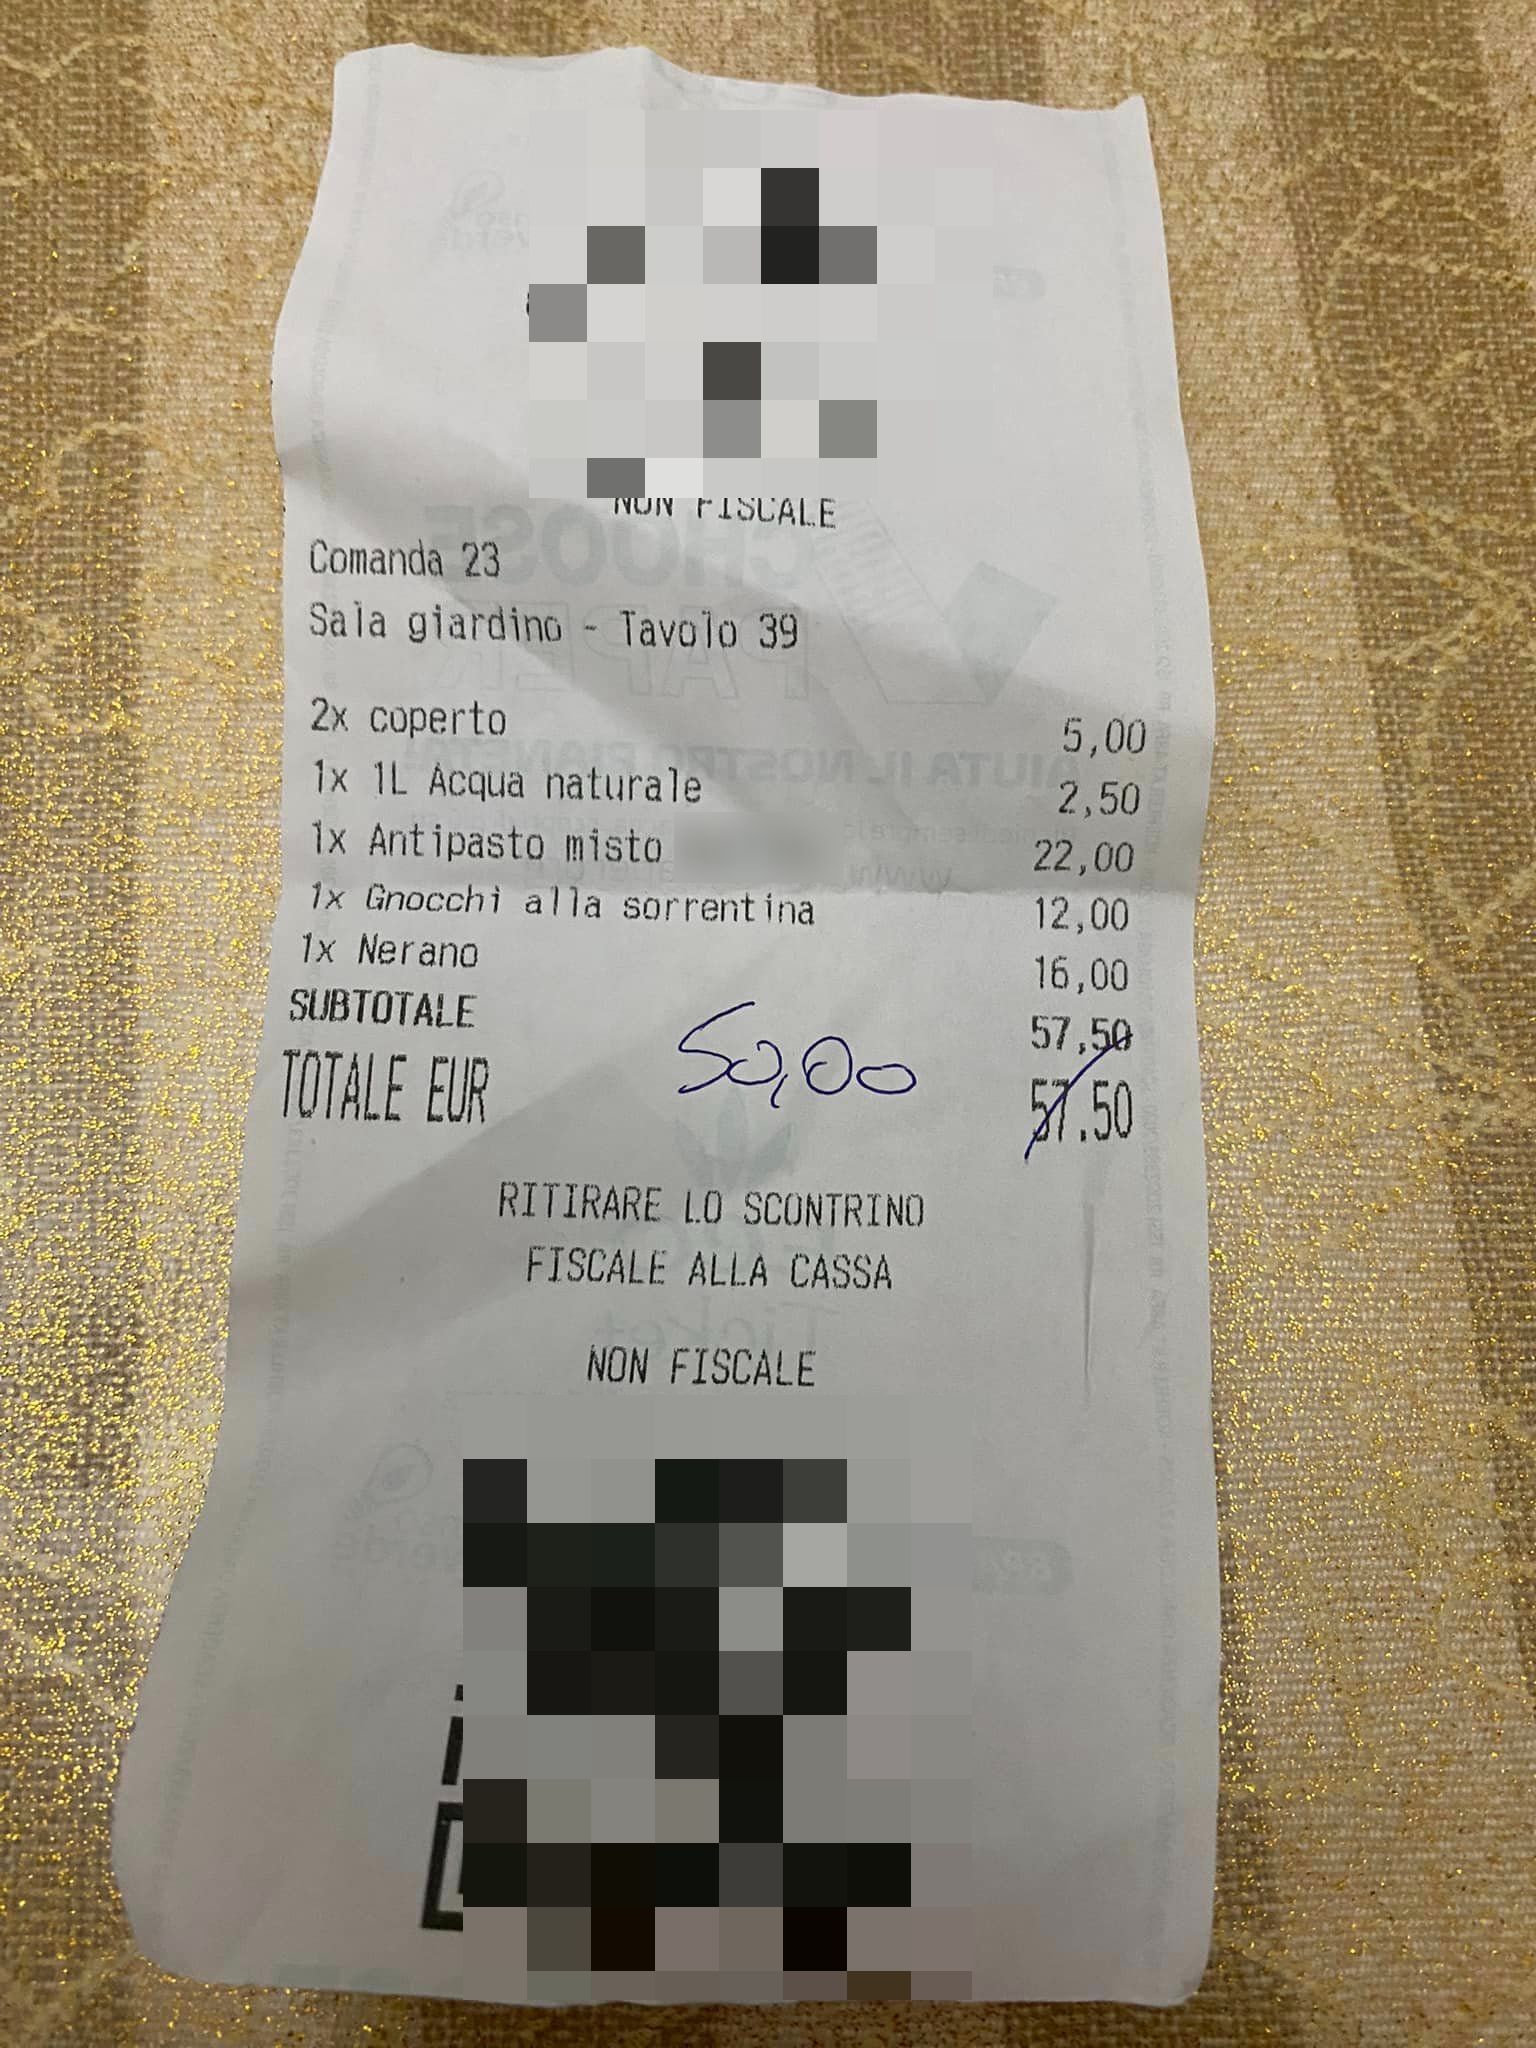 NON FISCALE
Comanda 23
Sala giardino - Tavolo 39
2x coperto 5,00
1x 1L Acqua naturale 2,50
1x Antipasto misto 22,00
1x Gnocchi alla sorrentina 12,00
1x Nerano 16,00
SUBTOTALE 57,50
TOTALE EUR 50,00 57.50
RITIRARE LO SCONTRINO
FISCALE ALLA CASSA
NON FISCALE